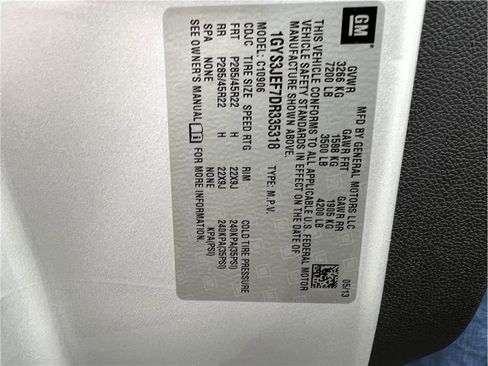 GM
MFD BY GENERAL MOTORS LLC
GVWR GAWR FRT GAWR RR
3266 KG 1588 KG 1905 KG
7200 LB 3500 LB 4200 LB
05/13
THIS VEHICLE CONFORMS TO ALL APPLICABLE U.S. FEDERAL MOTOR
VEHICLE SAFETY STANDARDS IN EFFECT ON THE DATE OF
MANUFACTURE SHOWN ABOVE.
1GYS3JEF7DR335318 TYPE: M.P.V.
MODEL: C10906
CDJC TIRE SIZE SPEED RTG RIM COLD TIRE PRESSURE
FRT P285/45R22 H 22X9J 240KPA(35PSI)
RR P285/45R22 H 22X9J 240KPA(35PSI)
SPA NONE NONE KPA(PSI)
SEE OWNER'S MANUAL FOR MORE INFORMATION.